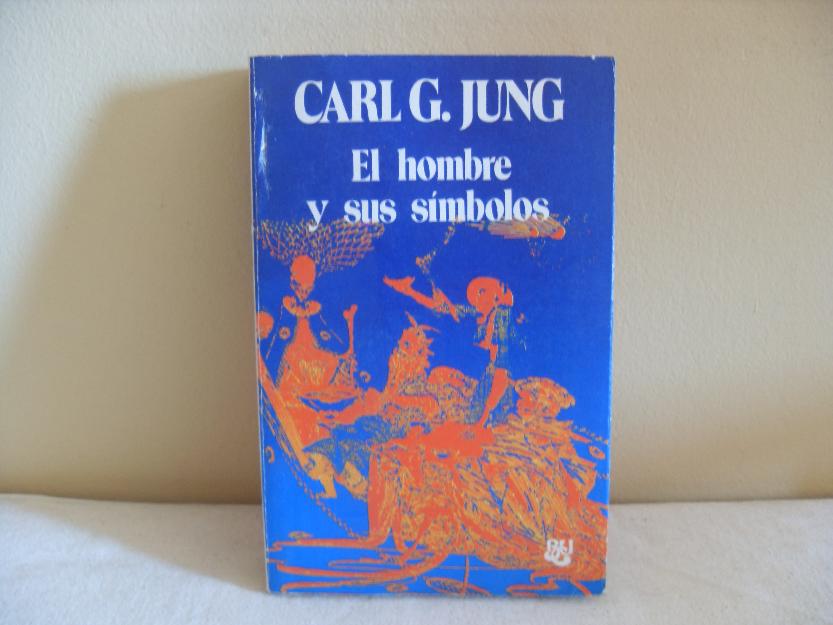 CARL G. JUNG
El hombre
y sus símbolos